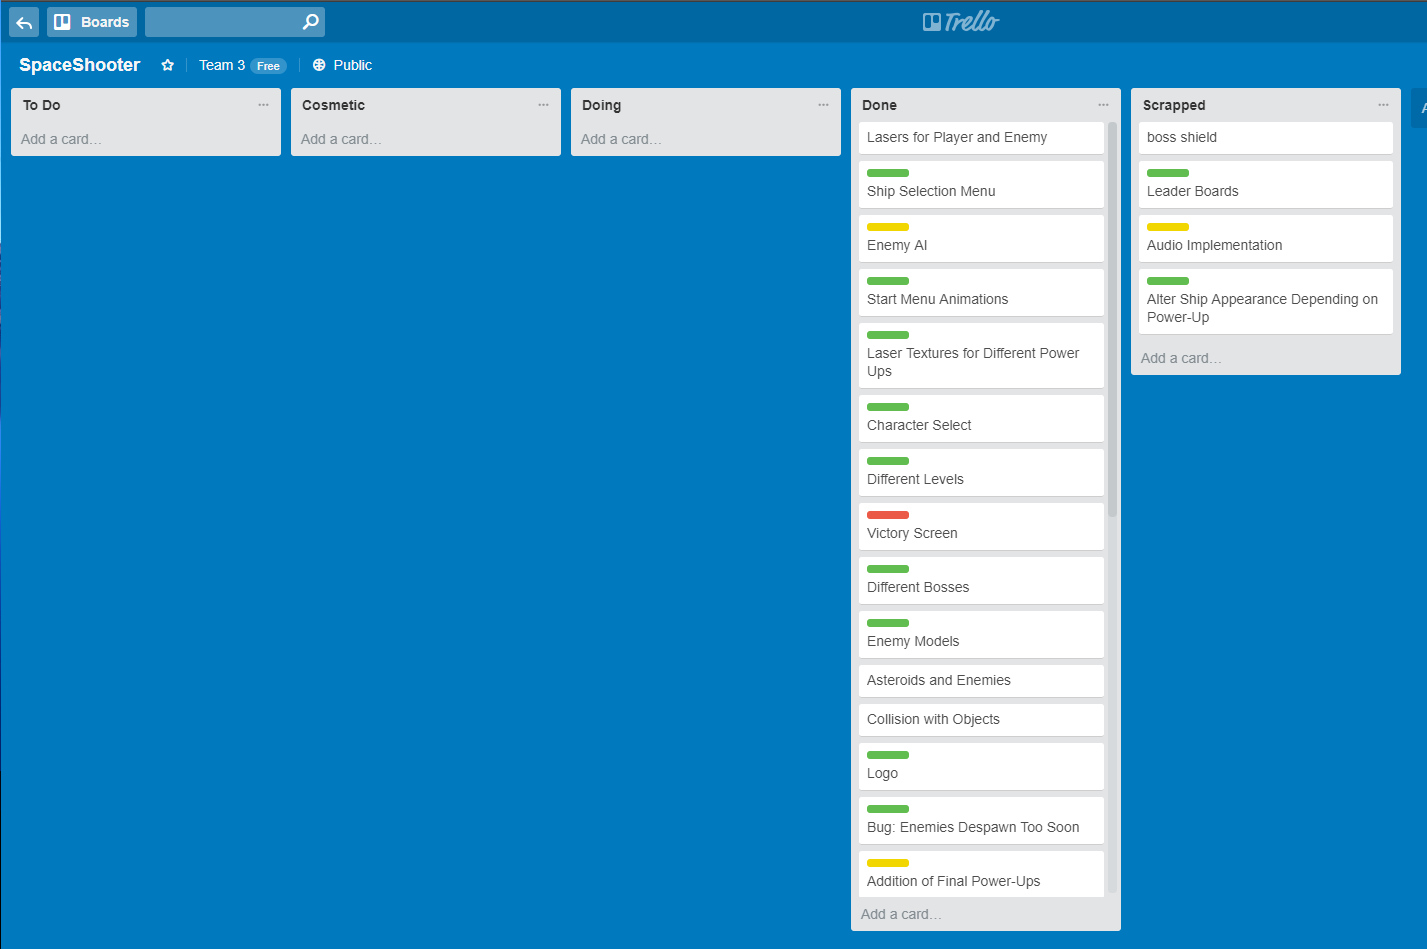 Boards
Trello
SpaceShooter
Team 3 Free
Public
To Do
Add a card…
Cosmetic
Add a card…
Doing
Add a card…
Done
Lasers for Player and Enemy
Ship Selection Menu
Enemy AI
Start Menu Animations
Laser Textures for Different Power
Ups
Character Select
Different Levels
Victory Screen
Different Bosses
Enemy Models
Asteroids and Enemies
Collision with Objects
Logo
Bug: Enemies Despawn Too Soon
Addition of Final Power-Ups
Add a card…
Scrapped
boss shield
Leader Boards
Audio Implementation
Alter Ship Appearance Depending on
Power-Up
Add a card…